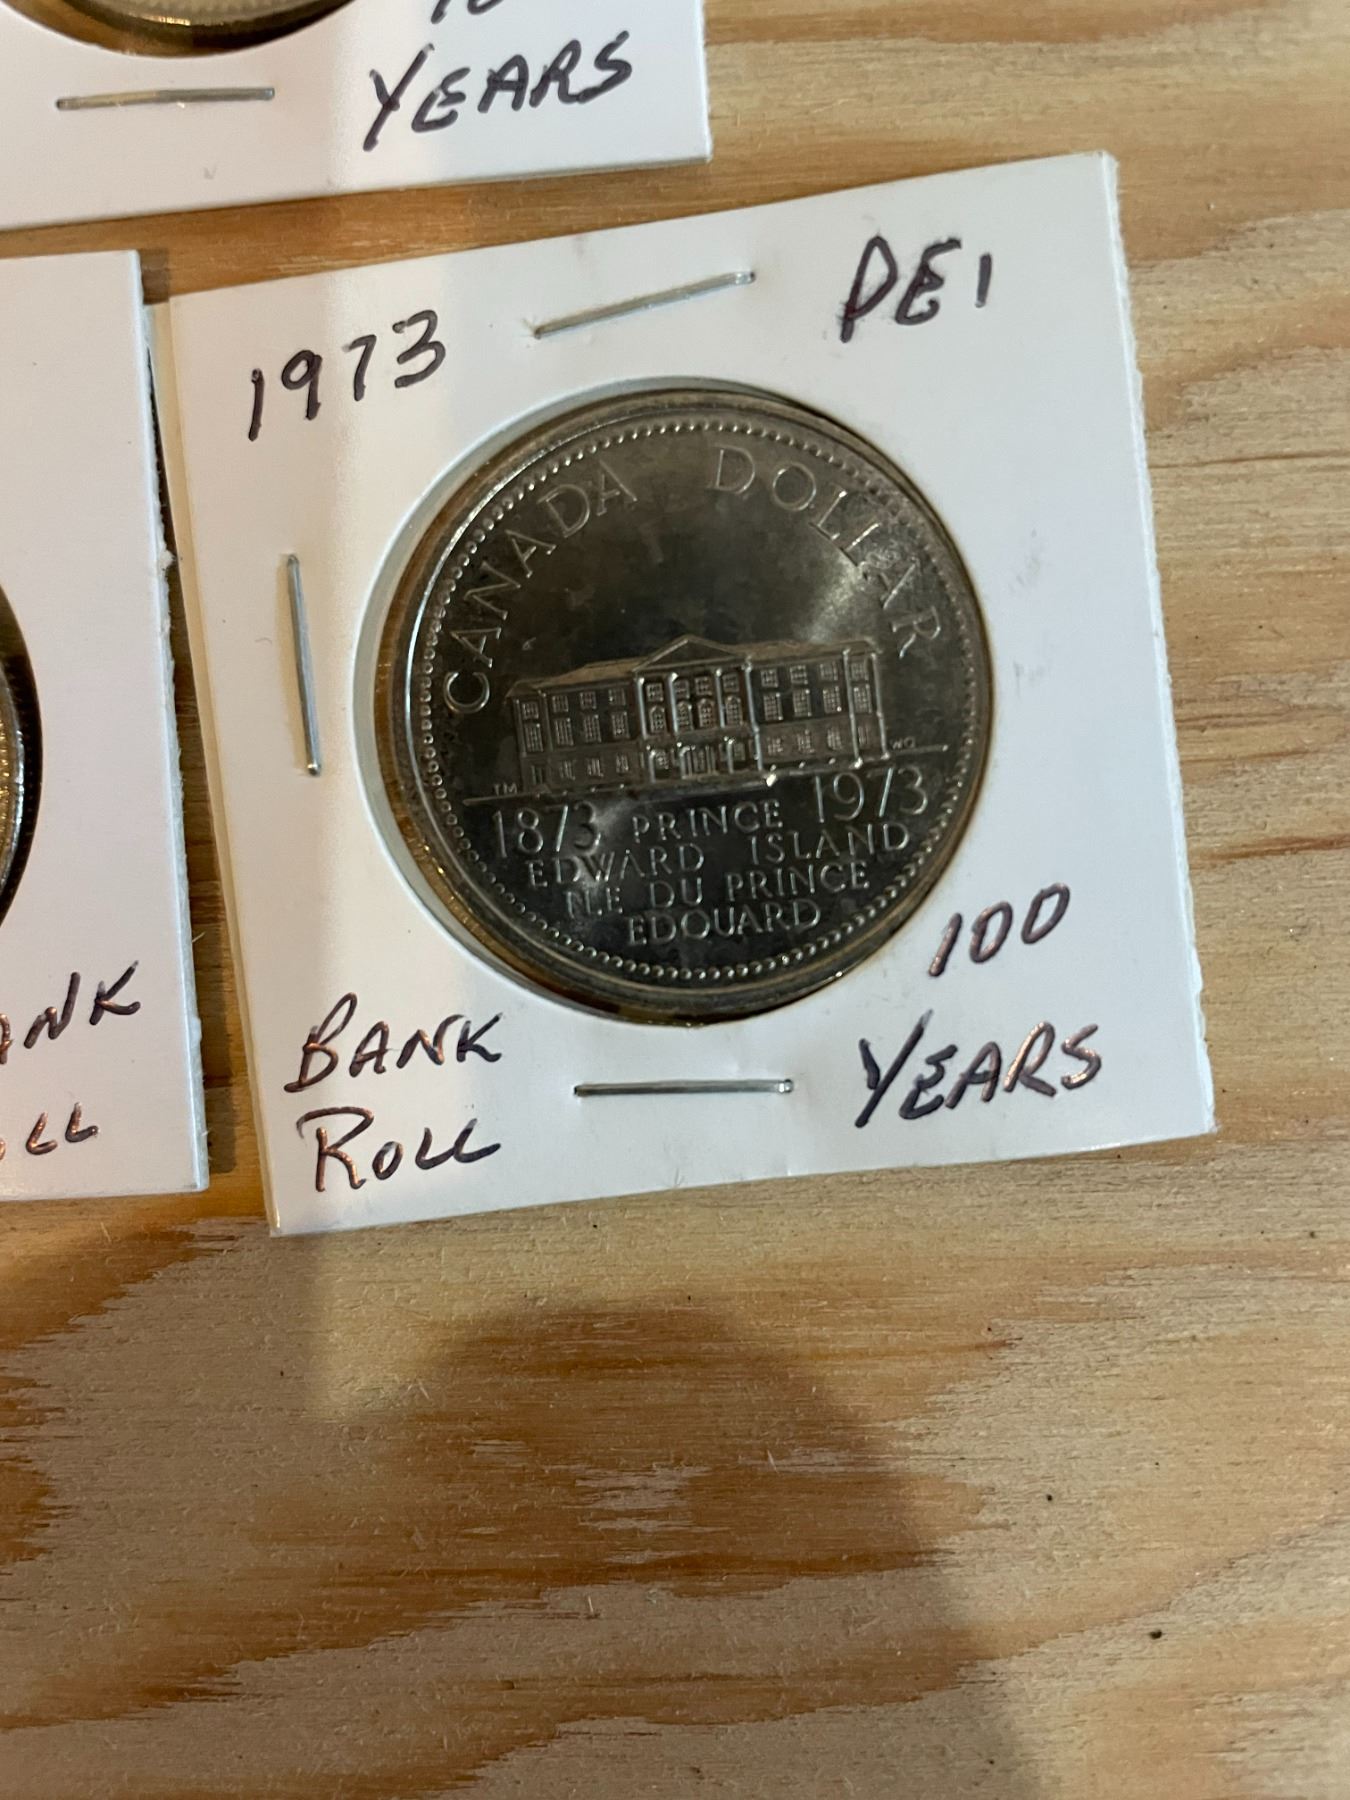 YEARS
1973
PEI
CANADA DOLLAR
TM
WQ
1873 PRINCE 1973
EDWARD ISLAND
ÎLE DU PRINCE
EDOUARD
BANK
ROLL
100
YEARS